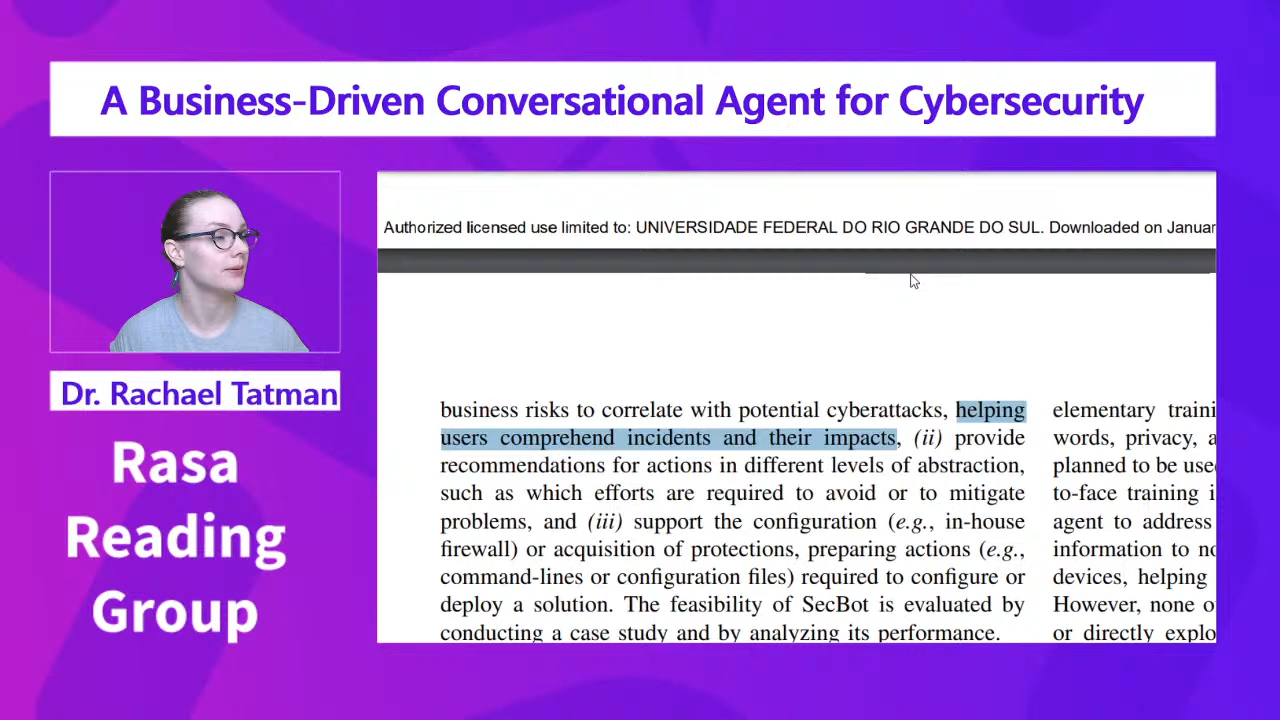 A Business-Driven Conversational Agent for Cybersecurity
Dr. Rachael Tatman
Rasa
Reading
Group
Authorized licensed use limited to: UNIVERSIDADE FEDERAL DO RIO GRANDE DO SUL. Downloaded on Januar
business risks to correlate with potential cyberattacks, helping
users comprehend incidents and their impacts, (ii) provide
recommendations for actions in different levels of abstraction,
such as which efforts are required to avoid or to mitigate
problems, and (iii) support the configuration (e.g., in-house
firewall) or acquisition of protections, preparing actions (e.g.,
command-lines or configuration files) required to configure or
deploy a solution. The feasibility of SecBot is evaluated by
conducting a case study and by analyzing its performance.
elementary traini
words, privacy, a
planned to be use
to-face training i
agent to address
information to no
devices, helping
However, none o
or directly explo